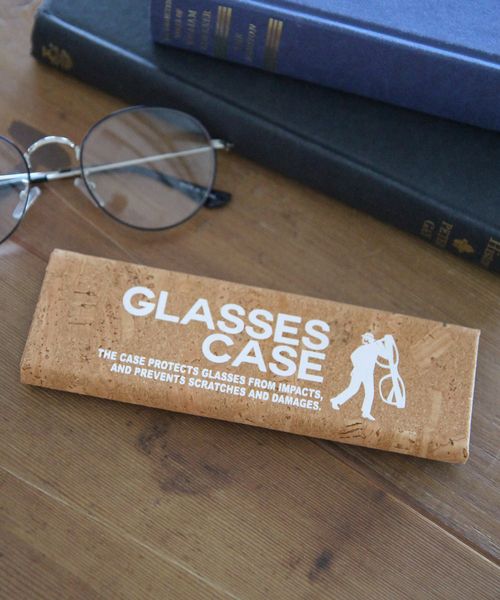 GLASSES
CASE
THE CASE PROTECTS GLASSES FROM IMPACTS,
AND PREVENTS SCRATCHES AND DAMAGES.